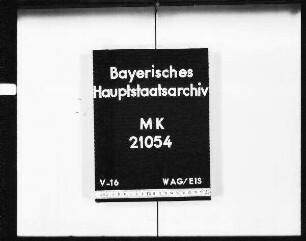 Bayerisches
Hauptstaatsarchiv
MK
21054
V-16 WAG/EIS